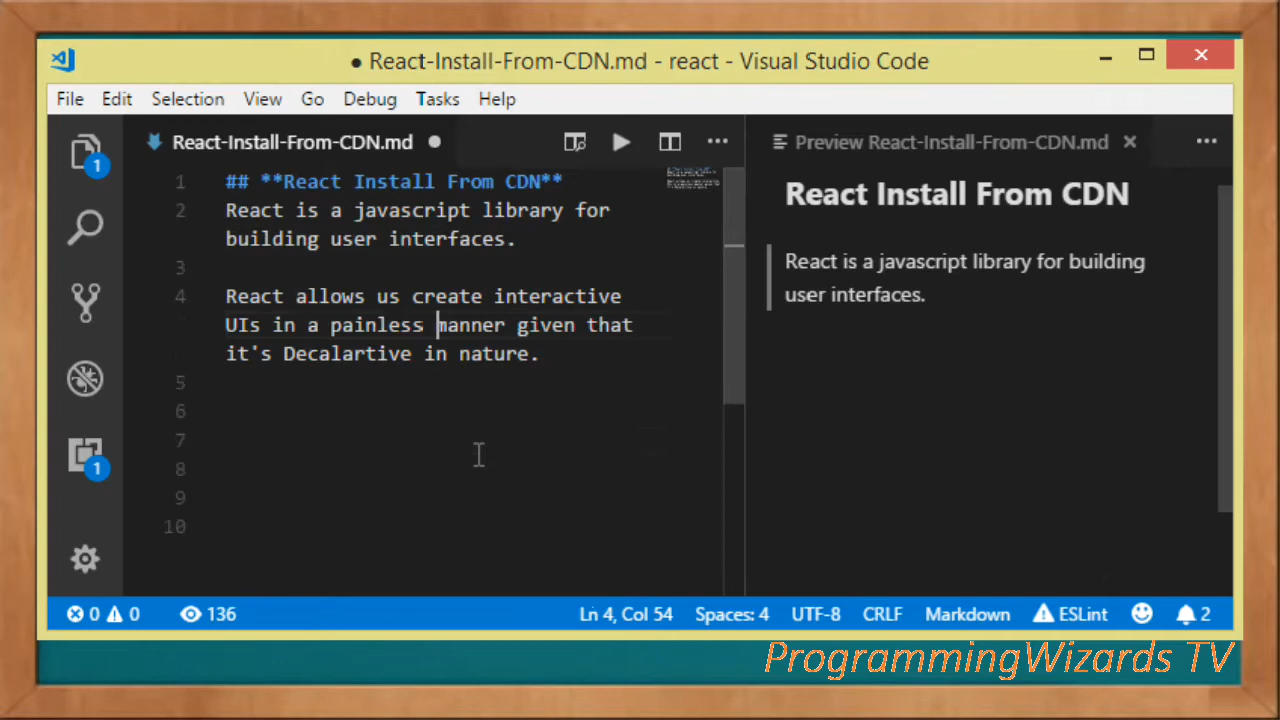 ● React-Install-From-CDN.md - react - Visual Studio Code
File Edit Selection View Go Debug Tasks Help
1
React-Install-From-CDN.md ●
Preview React-Install-From-CDN.md
1 ## **React Install From CDN**
2 React is a javascript library for
building user interfaces.
3
4 React allows us create interactive
UIs in a painless manner given that
it's Decalartive in nature.
5
6
7
8
9
10
React Install From CDN
React is a javascript library for building
user interfaces.
1
0 0 136 Ln 4, Col 54 Spaces: 4 UTF-8 CRLF Markdown ESLint 2
ProgrammingWizards TV